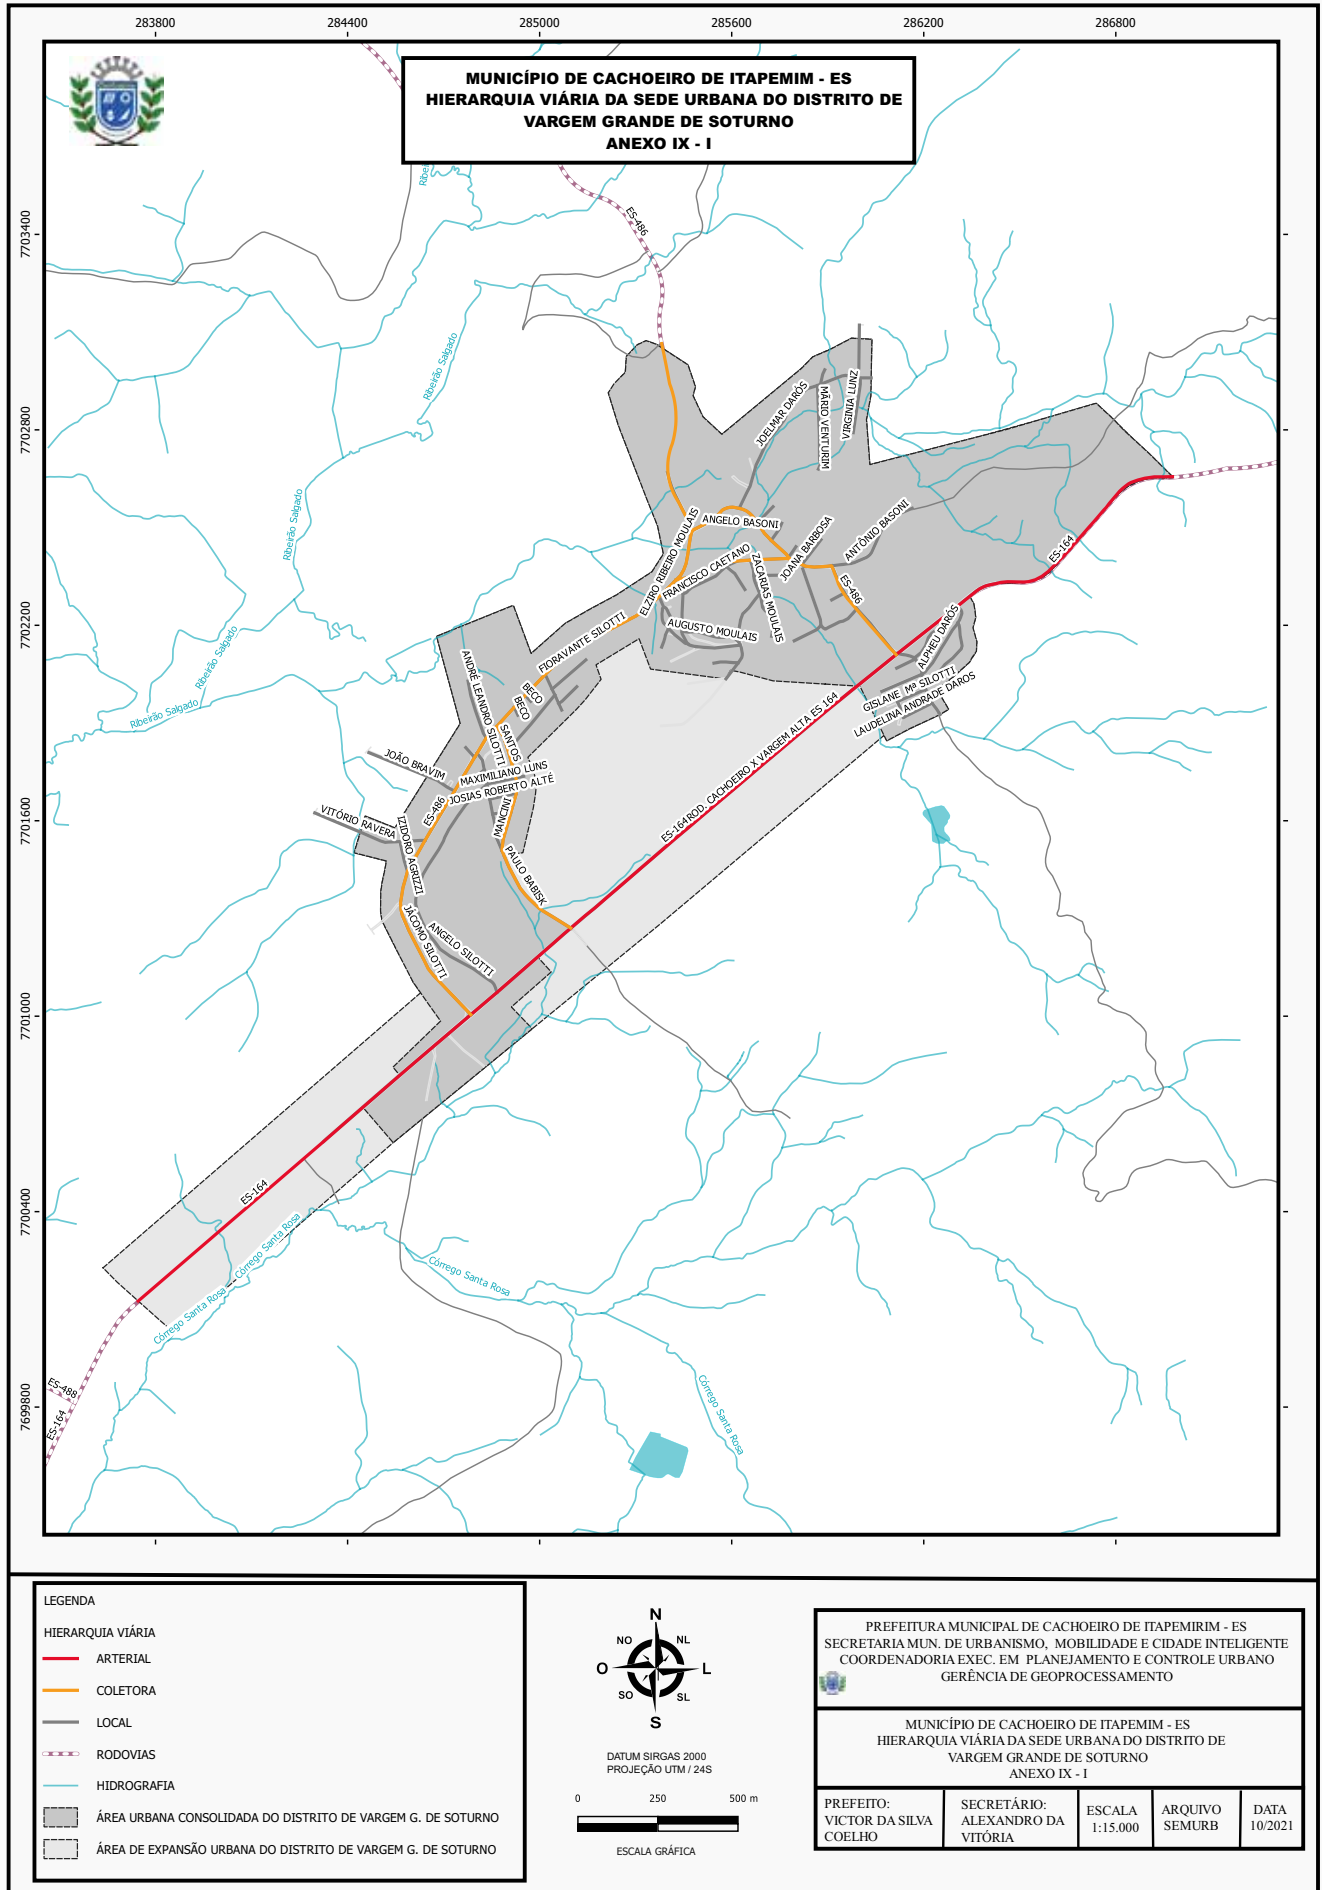 283800
284400
285000
285600
286200
286800
MUNICÍPIO DE CACHOEIRO DE ITAPEMIM - ES
HIERARQUIA VIÁRIA DA SEDE URBANA DO DISTRITO DE
VARGEM GRANDE DE SOTURNO
ANEXO IX - I
7703400
7702800
7702200
7701600
7701000
7700400
7699800
ES-486
Ribeirão Salgado
Ribeirão Salgado
Ribeirão Salgado
Ribeirão Salgado
JOELMAR DARÓS
MÁRIO VENTURIM
VIRGINIA LUNZ
ELZIRO RIBEIRO MOULAIS
ANGELO BASONI
FRANCISCO CAETANO
ZACARIAS MOULAIS
JOANA BARBOSA
ANTÔNIO BASONI
ES-486
ES-164
AUGUSTO MOULAIS
FIORAVANTE SILOTTI
ALPHEU DARÓS
GISLANE Mª SILOTTI
LAUDELINA ANDRADE DAROS
ANDRÉ LEANDRO SILOTTI
BECO
BECO
SANTOS
JOÃO BRAVIM
MAXIMILIANO LUNS
JOSIAS ROBERTO ALTÉ
MANCINI
VITÓRIO RAVERA
IZIDORO AGRIZZI
ES-486
PAULO BABISK
JÁCOMO SILOTTI
ANGELO SILOTTI
ES-164 ROD. CACHOEIRO X VARGEM ALTA ES 164
ES-164
Córrego Santa Rosa
Córrego Santa Rosa
Córrego Santa Rosa
Córrego Santa Rosa
ES-488
ES-164
LEGENDA
HIERARQUIA VIÁRIA
ARTERIAL
COLETORA
LOCAL
RODOVIAS
HIDROGRAFIA
ÁREA URBANA CONSOLIDADA DO DISTRITO DE VARGEM G. DE SOTURNO
ÁREA DE EXPANSÃO URBANA DO DISTRITO DE VARGEM G. DE SOTURNO
N
NO NL
O L
SO SL
S
DATUM SIRGAS 2000
PROJEÇÃO UTM / 24S
0 250 500 m
ESCALA GRÁFICA
PREFEITURA MUNICIPAL DE CACHOEIRO DE ITAPEMIRIM - ES
SECRETARIA MUN. DE URBANISMO, MOBILIDADE E CIDADE INTELIGENTE
COORDENADORIA EXEC. EM PLANEJAMENTO E CONTROLE URBANO
GERÊNCIA DE GEOPROCESSAMENTO
MUNICÍPIO DE CACHOEIRO DE ITAPEMIM - ES
HIERARQUIA VIÁRIA DA SEDE URBANA DO DISTRITO DE
VARGEM GRANDE DE SOTURNO
ANEXO IX - I
PREFEITO:
VICTOR DA SILVA
COELHO
SECRETÁRIO:
ALEXANDRO DA
VITÓRIA
ESCALA
1:15.000
ARQUIVO
SEMURB
DATA
10/2021